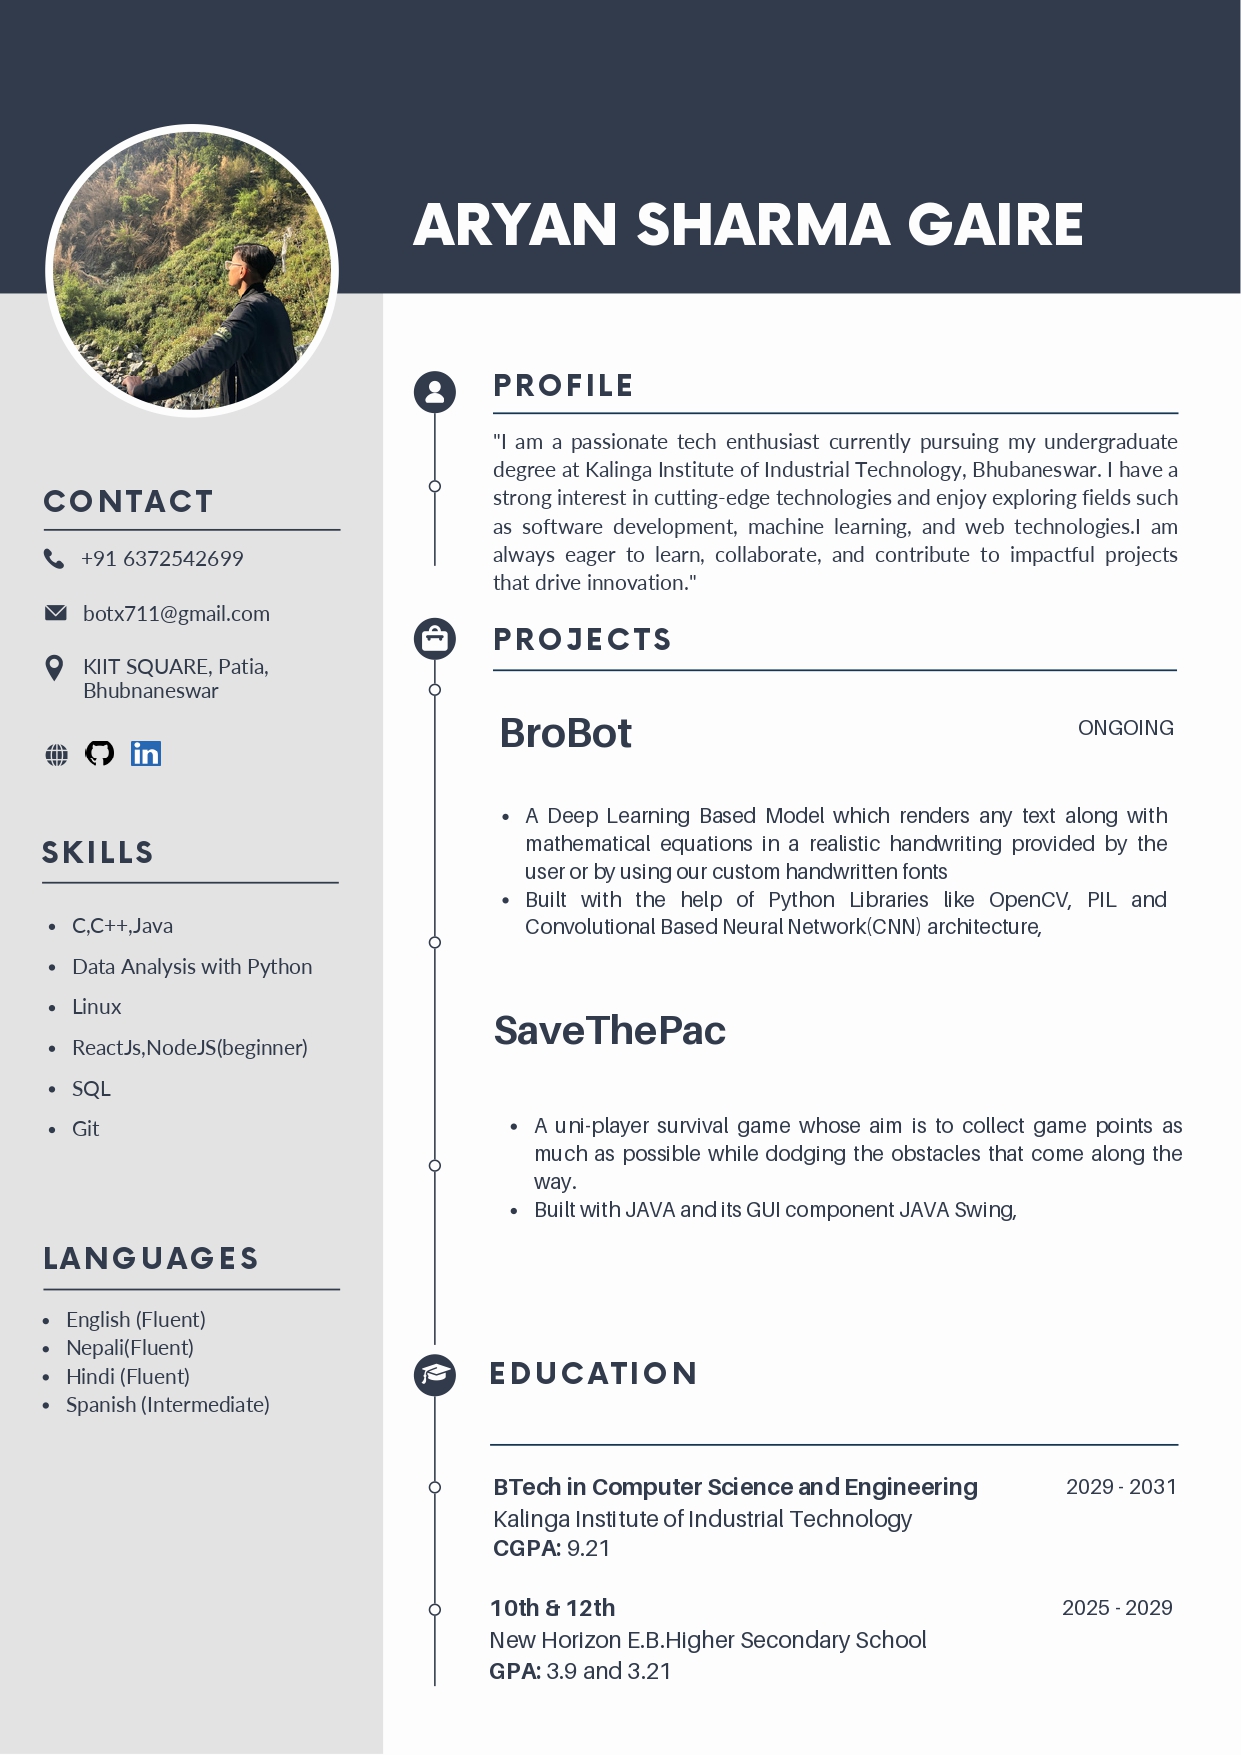 ARYAN SHARMA GAIRE
CONTACT
+91 6372542699
botx711@gmail.com
KIIT SQUARE, Patia,
Bhubnaneswar
in
SKILLS
C,C++,Java
Data Analysis with Python
Linux
ReactJs,NodeJS(beginner)
SQL
Git
LANGUAGES
English (Fluent)
Nepali(Fluent)
Hindi (Fluent)
Spanish (Intermediate)
PROFILE
"I am a passionate tech enthusiast currently pursuing my undergraduate
degree at Kalinga Institute of Industrial Technology, Bhubaneswar. I have a
strong interest in cutting-edge technologies and enjoy exploring fields such
as software development, machine learning, and web technologies.I am
always eager to learn, collaborate, and contribute to impactful projects
that drive innovation."
PROJECTS
BroBot ONGOING
A Deep Learning Based Model which renders any text along with
mathematical equations in a realistic handwriting provided by the
user or by using our custom handwritten fonts
Built with the help of Python Libraries like OpenCV, PIL and
Convolutional Based Neural Network(CNN) architecture,
SaveThePac
A uni-player survival game whose aim is to collect game points as
much as possible while dodging the obstacles that come along the
way.
Built with JAVA and its GUI component JAVA Swing,
EDUCATION
BTech in Computer Science and Engineering 2029 - 2031
Kalinga Institute of Industrial Technology
CGPA: 9.21
10th & 12th 2025 - 2029
New Horizon E.B.Higher Secondary School
GPA: 3.9 and 3.21